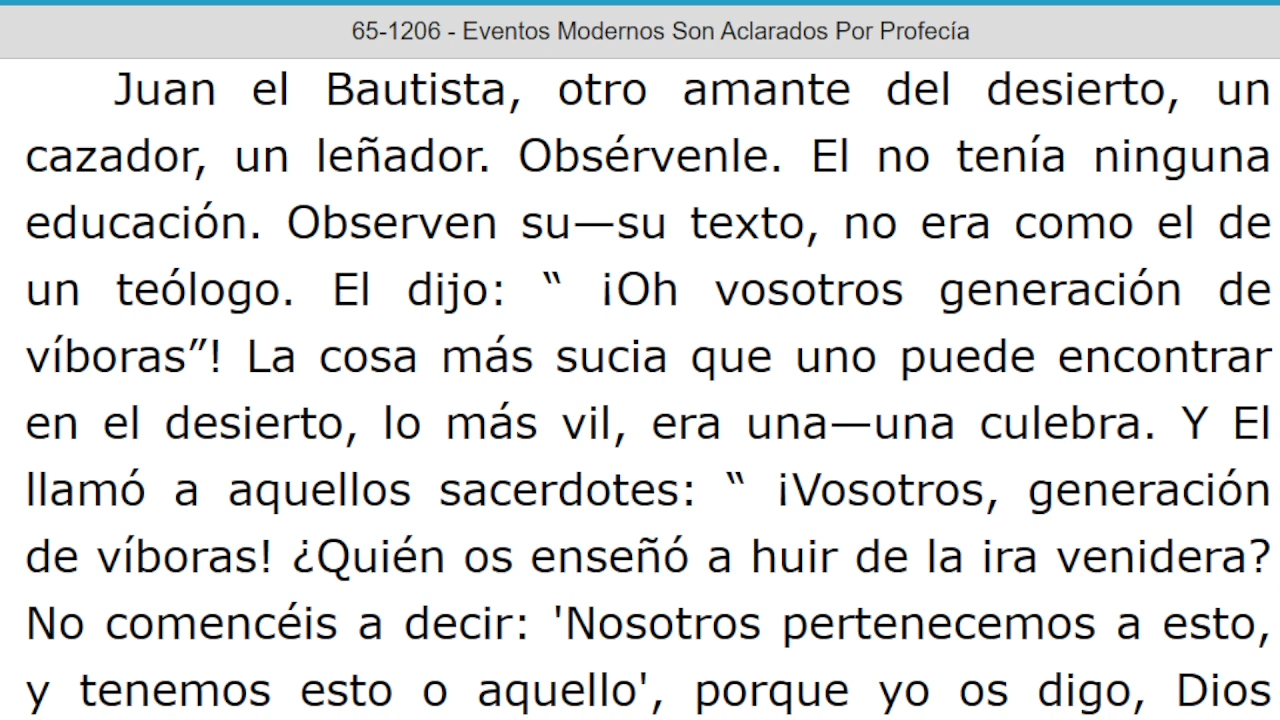 65-1206 - Eventos Modernos Son Aclarados Por Profecía
Juan el Bautista, otro amante del desierto, un
cazador, un leñador. Obsérvenle. El no tenía ninguna
educación. Observen su—su texto, no era como el de
un teólogo. El dijo: “ ¡Oh vosotros generación de
víboras”! La cosa más sucia que uno puede encontrar
en el desierto, lo más vil, era una—una culebra. Y El
llamó a aquellos sacerdotes: “ ¡Vosotros, generación
de víboras! ¿Quién os enseñó a huir de la ira venidera?
No comencéis a decir: 'Nosotros pertenecemos a esto,
y tenemos esto o aquello', porque yo os digo, Dios